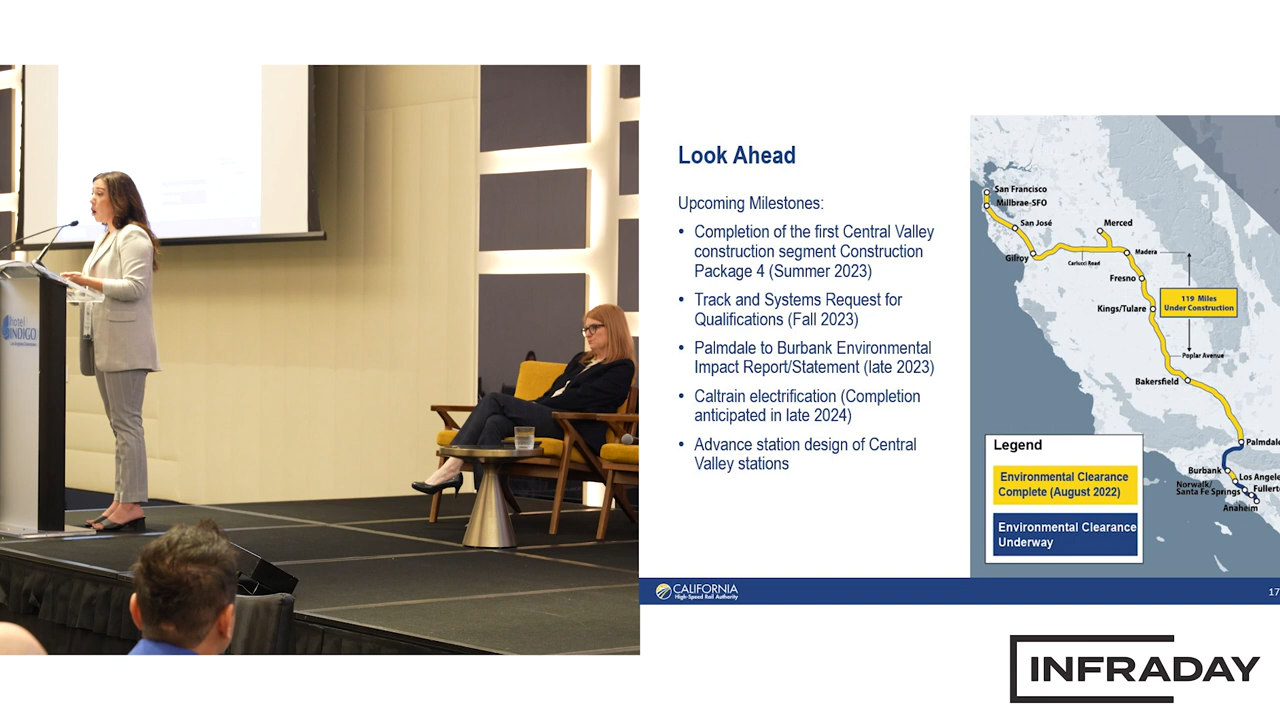 hotel
INDIGO
Look Ahead
Upcoming Milestones:
• Completion of the first Central Valley
construction segment Construction
Package 4 (Summer 2023)
• Track and Systems Request for
Qualifications (Fall 2023)
• Palmdale to Burbank Environmental
Impact Report/Statement (late 2023)
• Caltrain electrification (Completion
anticipated in late 2024)
• Advance station design of Central
Valley stations
San Francisco
Millbrae-SFO
San José
Gilroy
Carlucci Road
Merced
Madera
Fresno
119 Miles
Under Construction
Kings/Tulare
Poplar Avenue
Bakersfield
Palmdale
Burbank
Los Angele
Norwalk/
Santa Fe Springs
Fullert
Anaheim
Legend
Environmental Clearance
Complete (August 2022)
Environmental Clearance
Underway
CALIFORNIA
High-Speed Rail Authority
17
INFRADAY